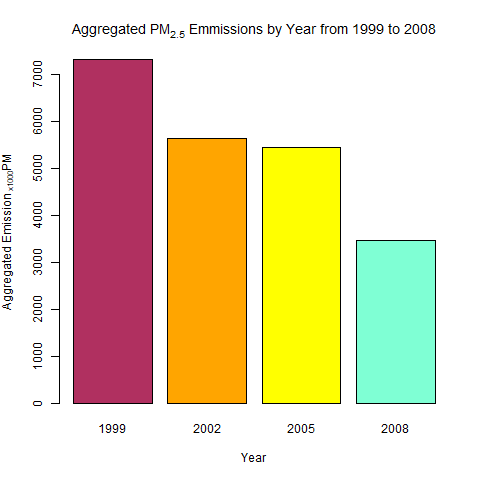 Aggregated PM2.5 Emmissions by Year from 1999 to 2008
Aggregated Emission x1000PM
7000
6000
5000
4000
3000
2000
1000
0
1999 2002 2005 2008
Year